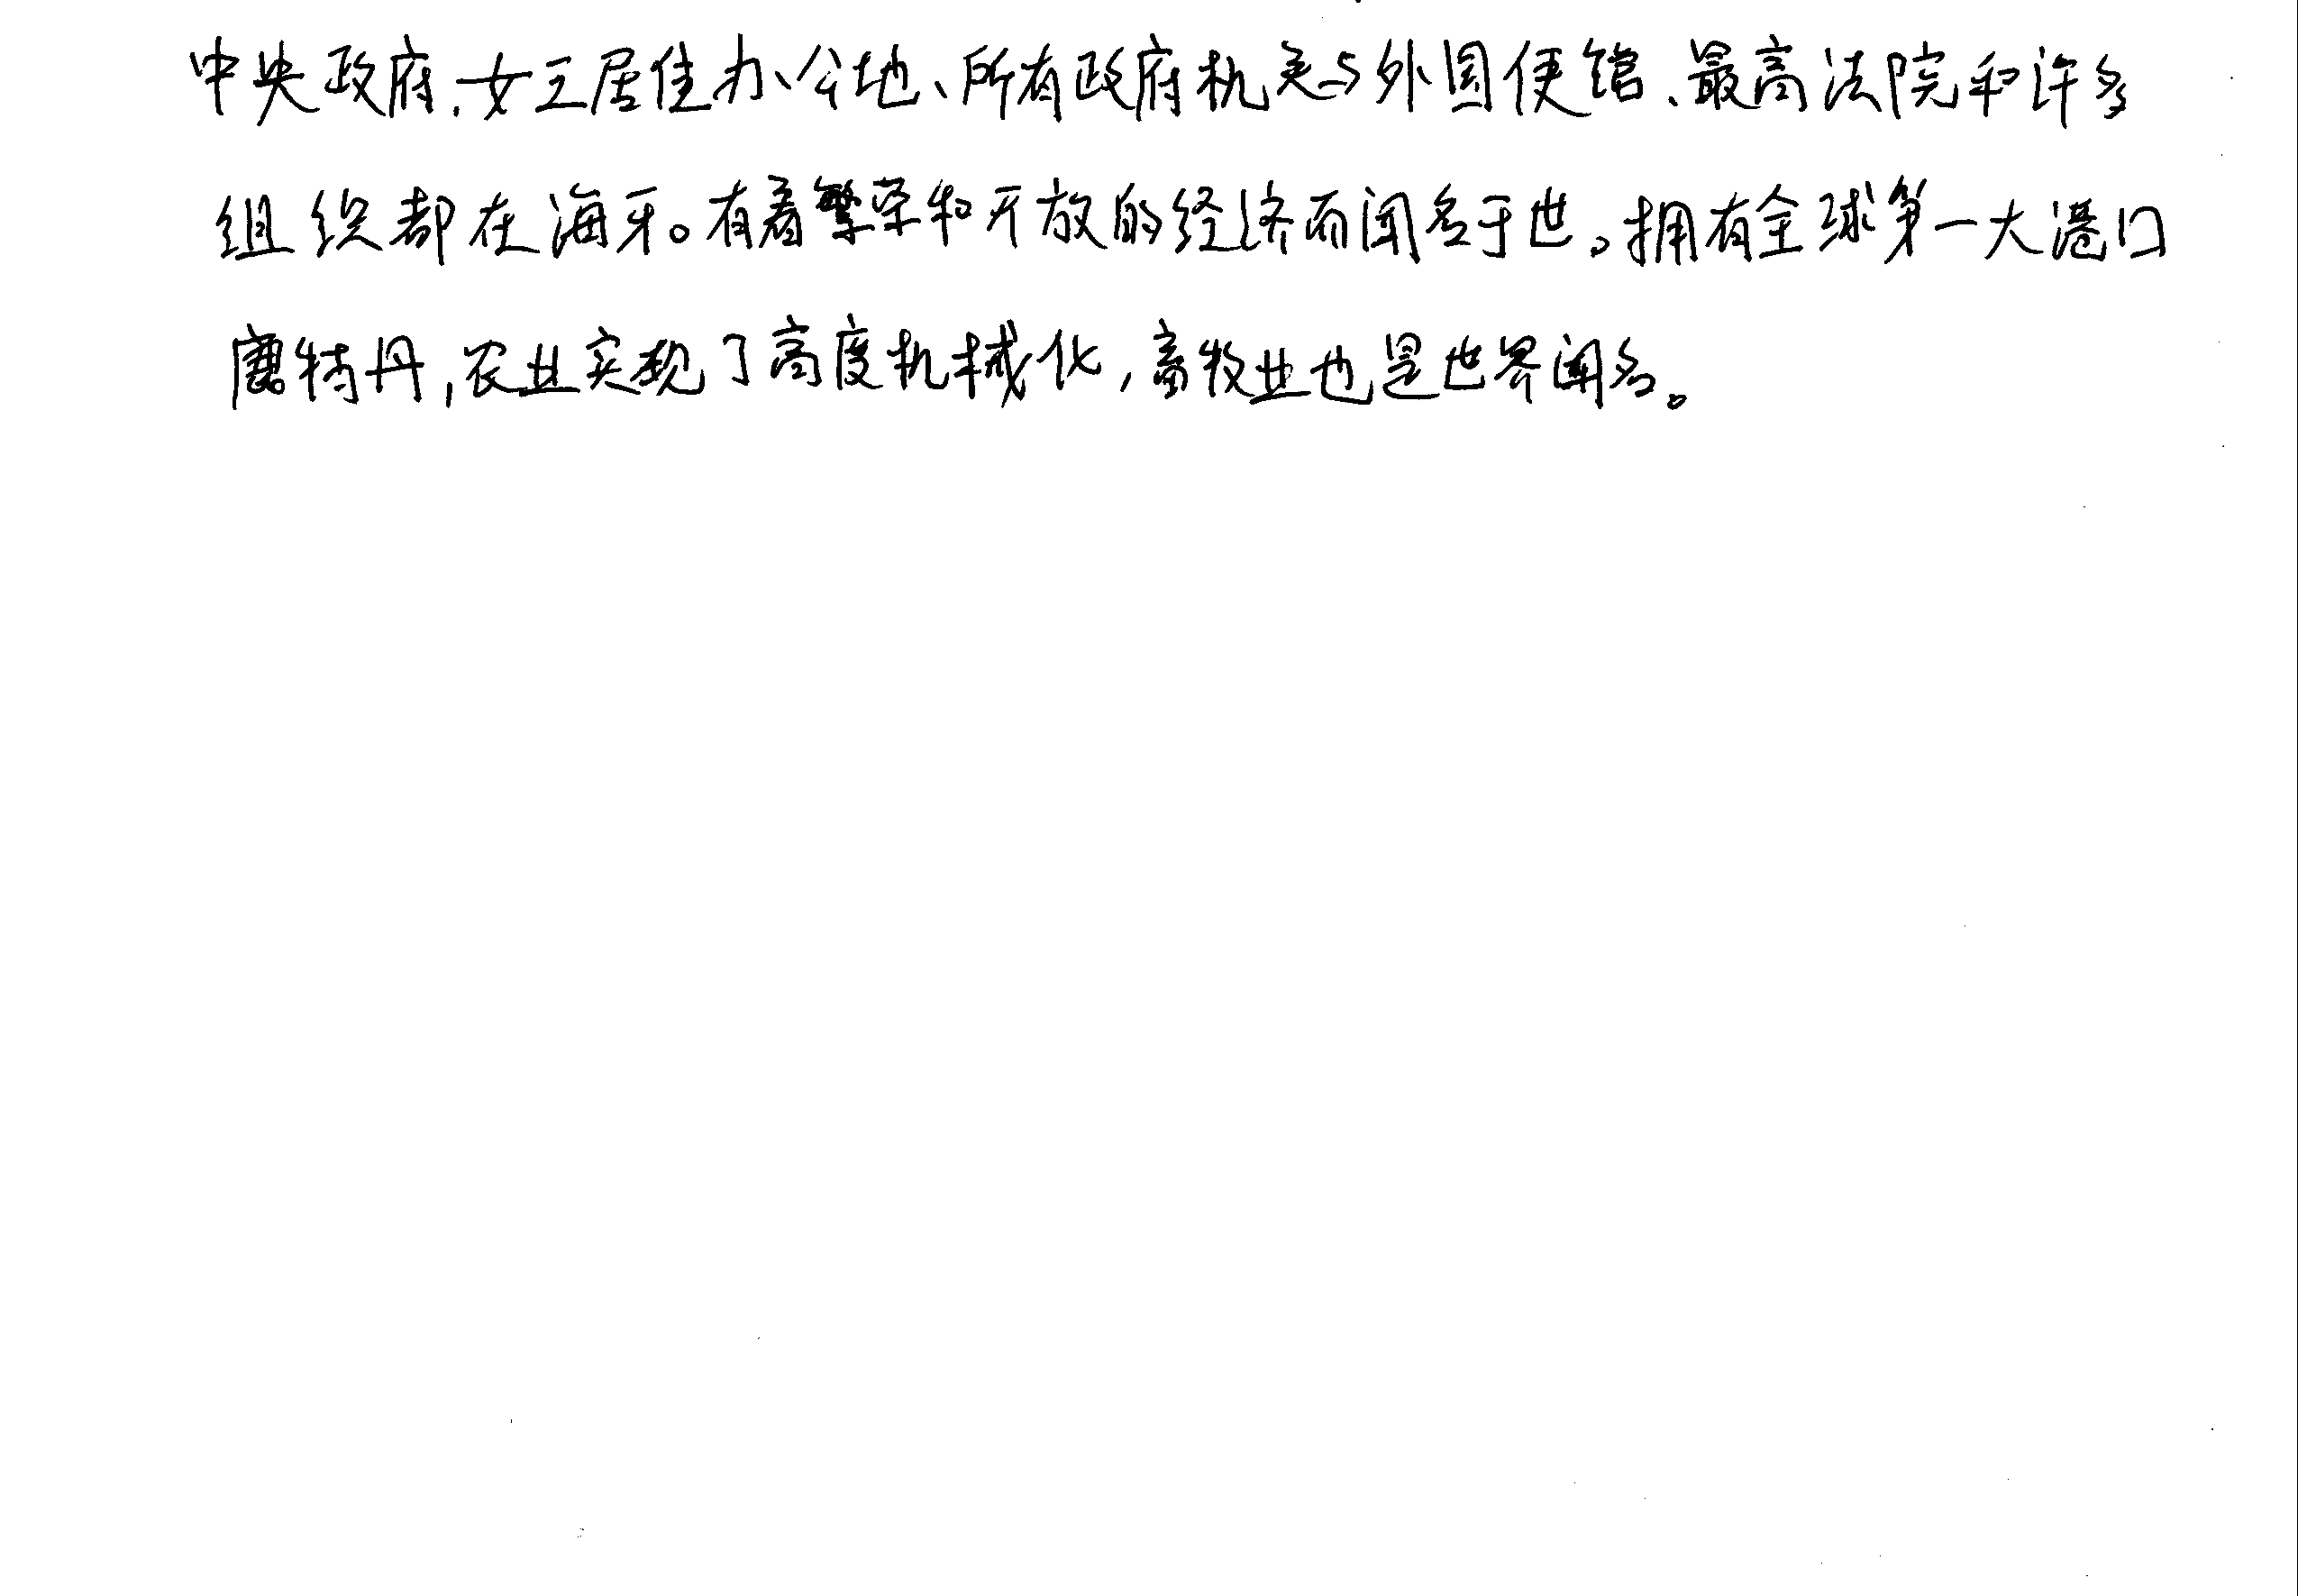 中央政府、女王居住办公地、所有政府机关与外国使馆、最高法院和许多
组织都在海牙。有着繁荣和开放的经济而闻名于世。拥有全球第一大港口
鹿特丹,农业实现了高度机械化,畜牧业也是世界闻名。